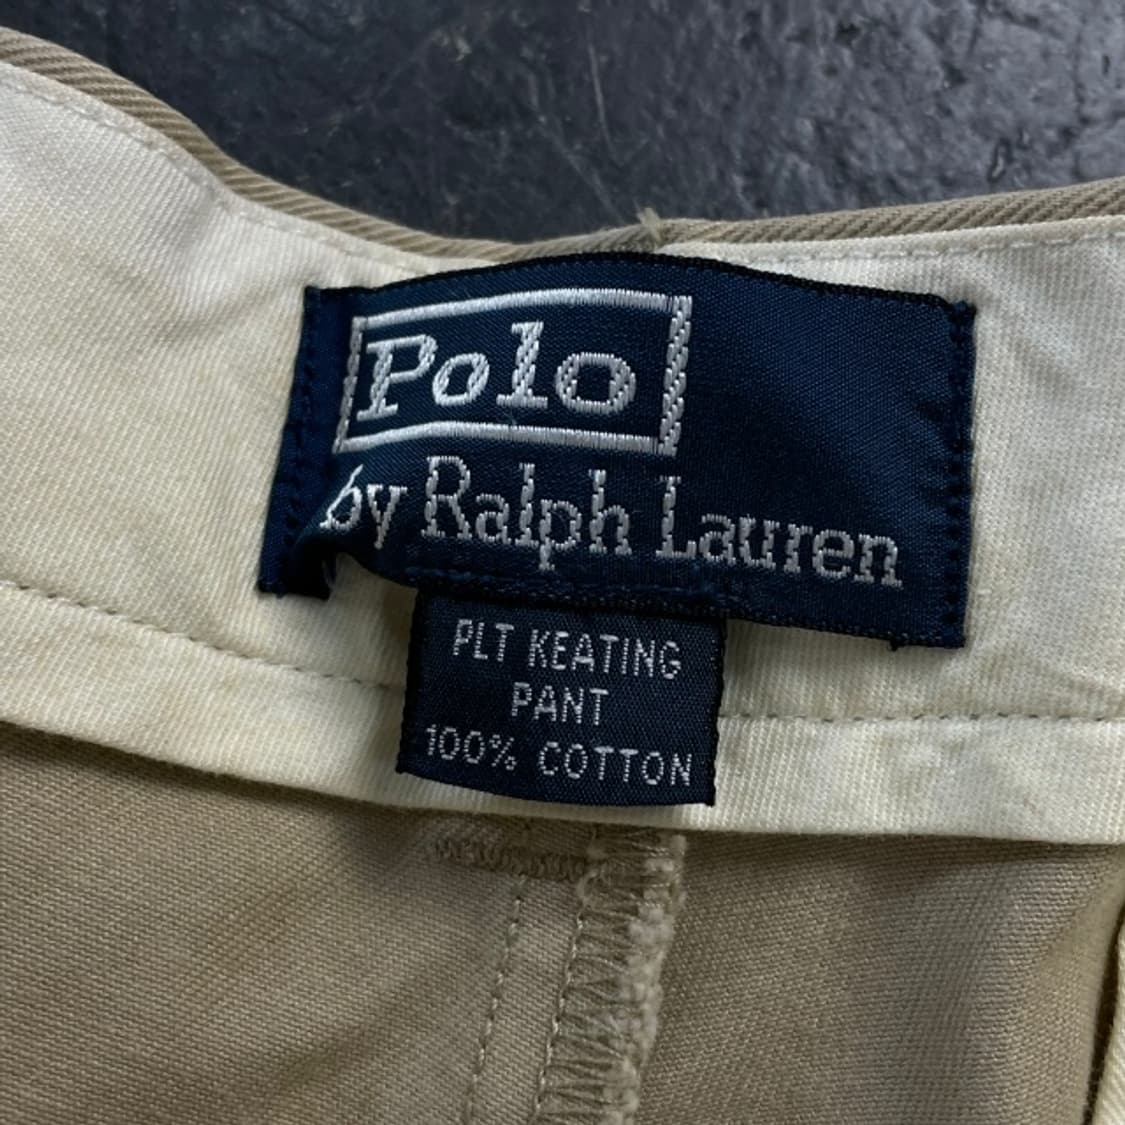 Polo
by Ralph Lauren
PLT KEATING
PANT
100% COTTON